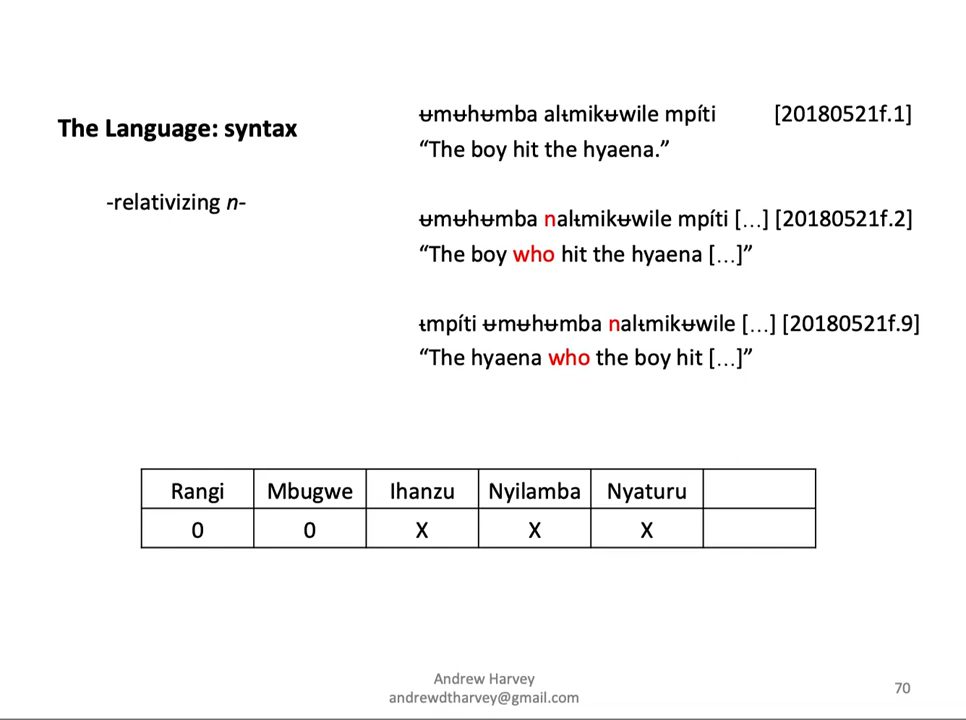 The Language: syntax
-relativizing n-
ʉmʉhʉmba alɨmikʉwile mpíti [20180521f.1]
“The boy hit the hyaena.”
ʉmʉhʉmba nalɨmikʉwile mpíti […] [20180521f.2]
“The boy who hit the hyaena […]”
ɨmpíti ʉmʉhʉmba nalɨmikʉwile […] [20180521f.9]
“The hyaena who the boy hit […]”
Rangi Mbugwe Ihanzu Nyilamba Nyaturu
0 0 X X X
Andrew Harvey
andrewdtharvey@gmail.com
70